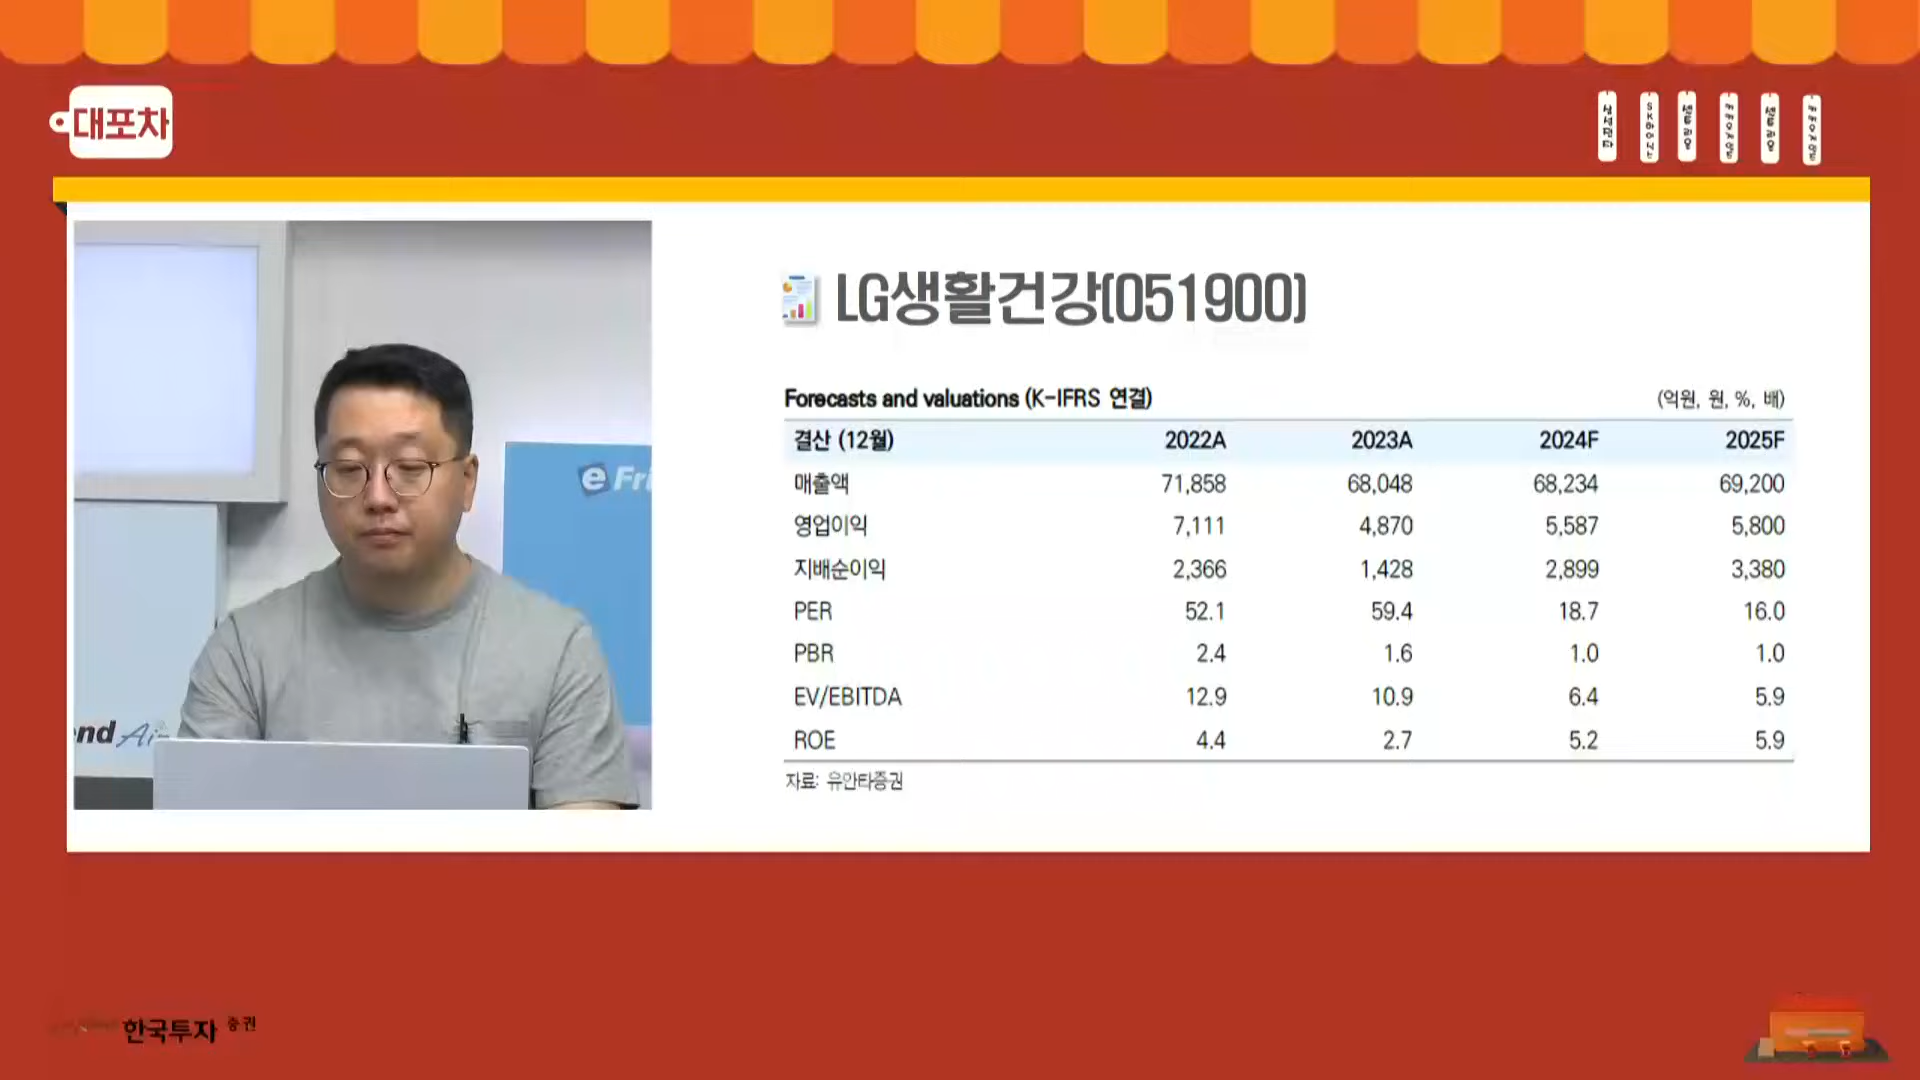 대포차
LG생활건강(051900)
Forecasts and valuations (K-IFRS 연결) (억원, 원, %, 배)
결산 (12월) 2022A 2023A 2024F 2025F
매출액 71,858 68,048 68,234 69,200
영업이익 7,111 4,870 5,587 5,800
지배순이익 2,366 1,428 2,899 3,380
PER 52.1 59.4 18.7 16.0
PBR 2.4 1.6 1.0 1.0
EV/EBITDA 12.9 10.9 6.4 5.9
ROE 4.4 2.7 5.2 5.9
자료: 유안타증권
e Fri
nd Air
한국투자 증권